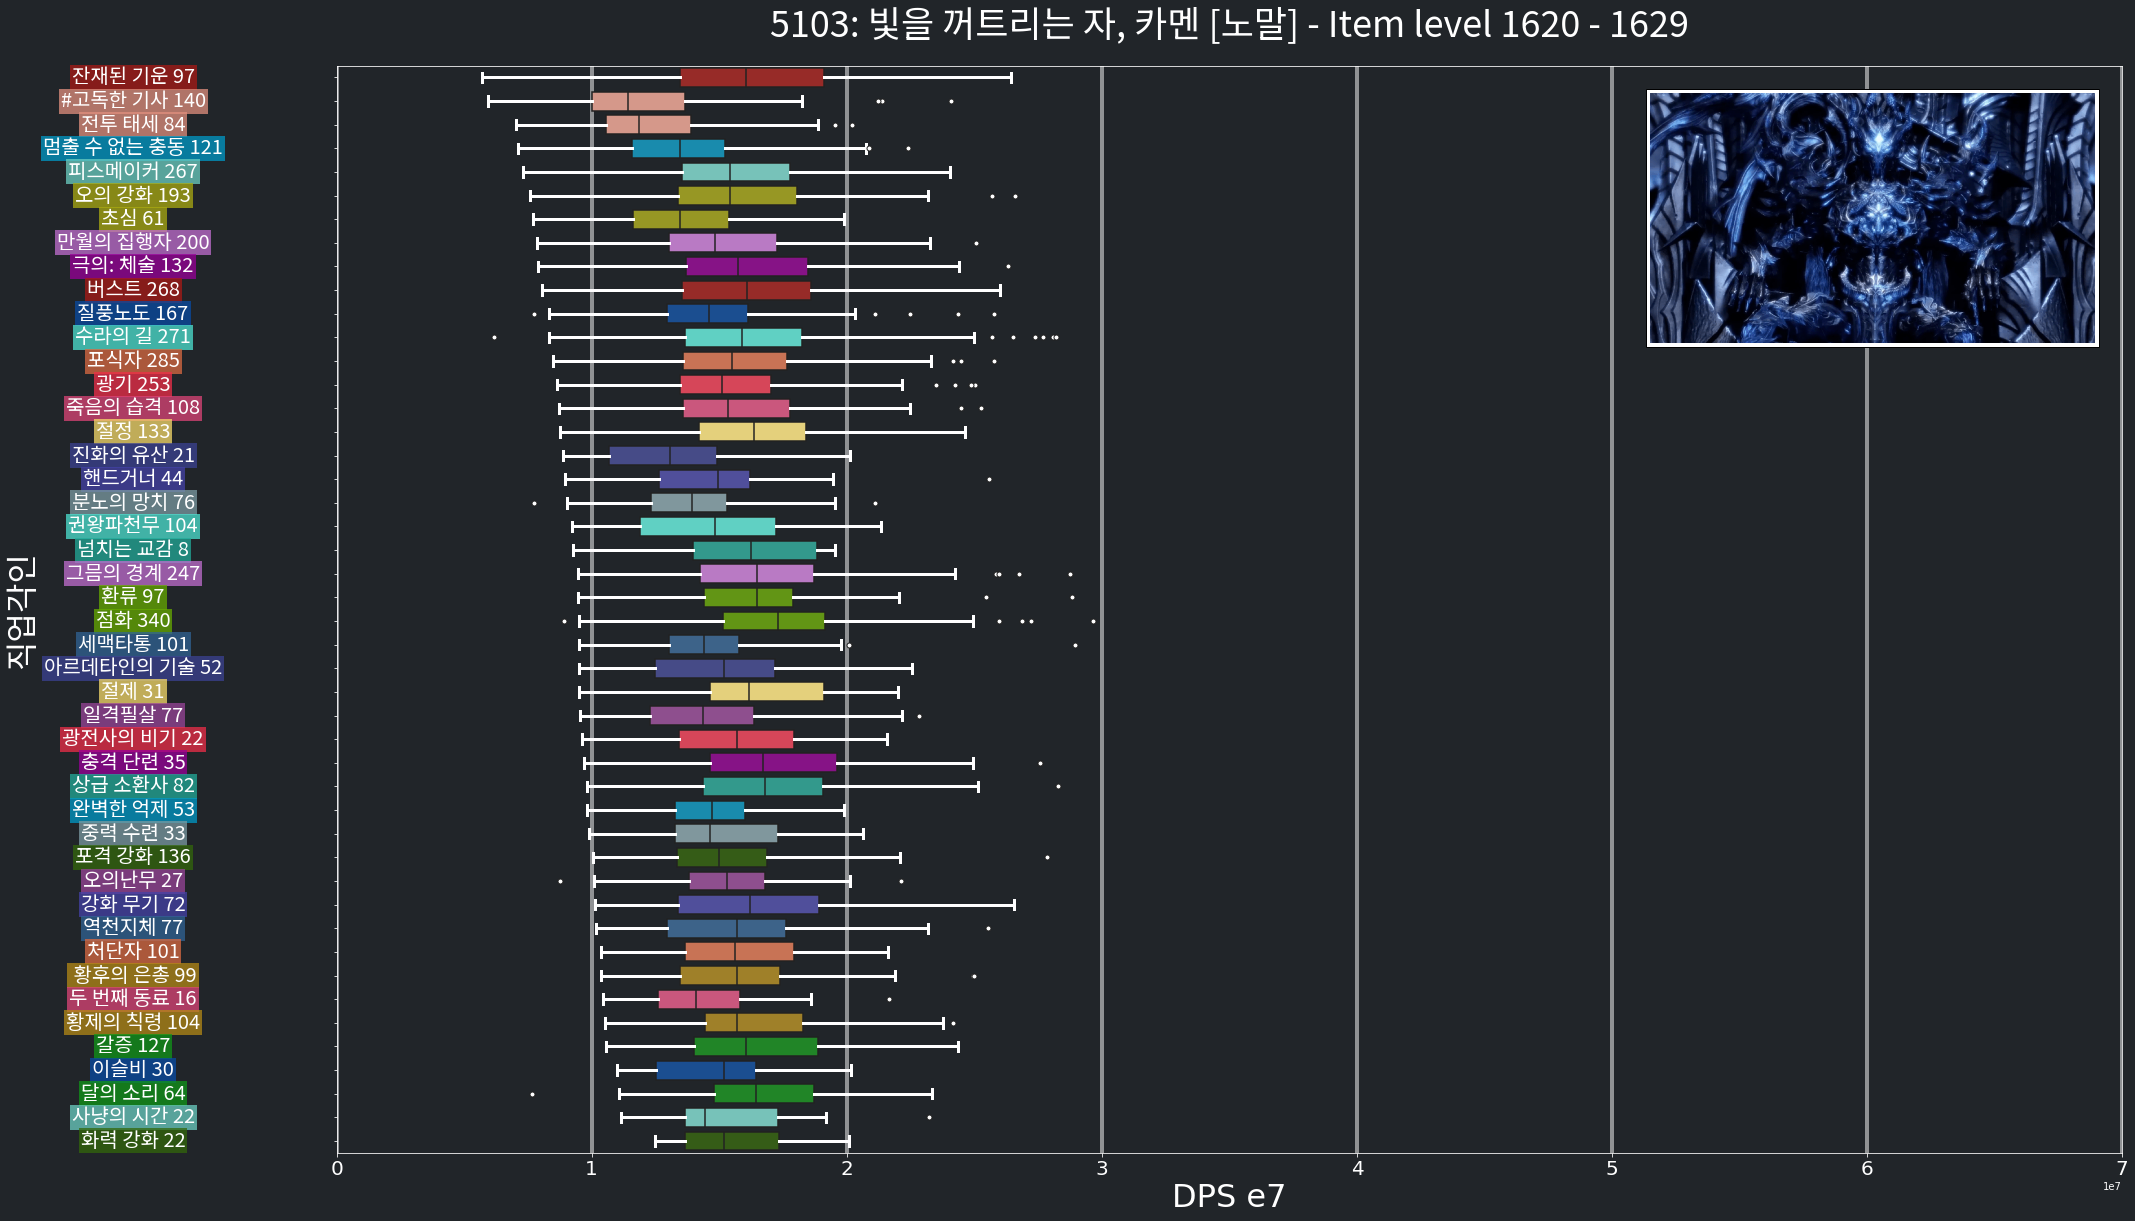 5103: 빛을 꺼트리는 자, 카멘 [노말] - Item level 1620 - 1629
직업각인
잔재된 기운 97
#고독한 기사 140
전투 태세 84
멈출 수 없는 충동 121
피스메이커 267
오의 강화 193
초심 61
만월의 집행자 200
극의: 체술 132
버스트 268
질풍노도 167
수라의 길 271
포식자 285
광기 253
죽음의 습격 108
절정 133
진화의 유산 21
핸드거너 44
분노의 망치 76
권왕파천무 104
넘치는 교감 8
그믐의 경계 247
환류 97
점화 340
세맥타통 101
아르데타인의 기술 52
절제 31
일격필살 77
광전사의 비기 22
충격 단련 35
상급 소환사 82
완벽한 억제 53
중력 수련 33
포격 강화 136
오의난무 27
강화 무기 72
역천지체 77
처단자 101
황후의 은총 99
두 번째 동료 16
황제의 칙령 104
갈증 127
이슬비 30
달의 소리 64
사냥의 시간 22
화력 강화 22
0 1 2 3 4 5 6 7
1e7
DPS e7